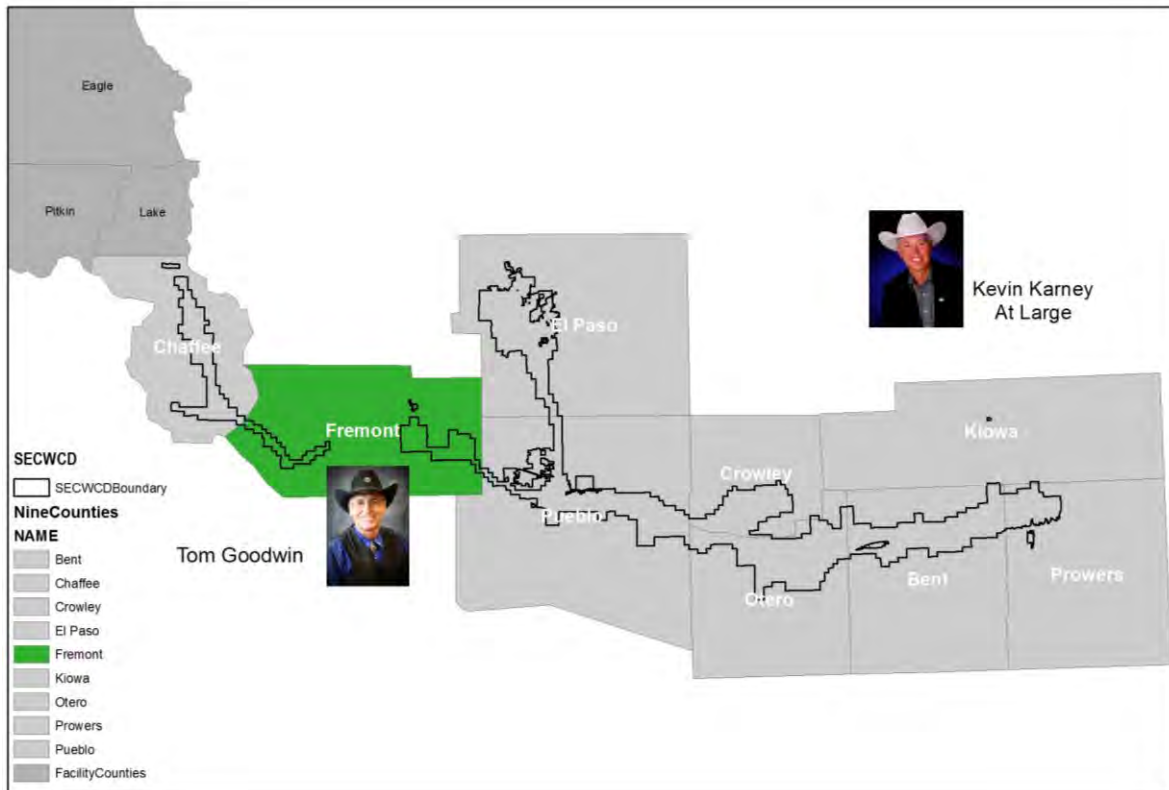 Eagle
Pitkin
Lake
Chaffee
El Paso
Kevin Karney
At Large
Fremont
Kiowa
Crowley
SECWCD
SECWCDBoundary
NineCounties
NAME
Bent
Chaffee
Crowley
El Paso
Fremont
Kiowa
Otero
Prowers
Pueblo
FacilityCounties
Tom Goodwin
Pueblo
Otero
Bent
Prowers